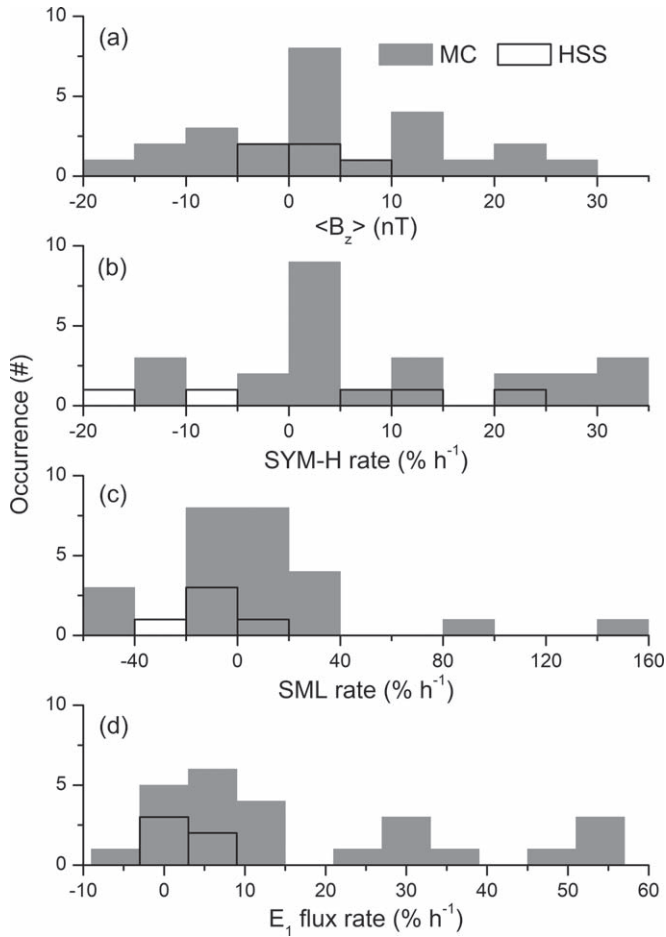 (a)
MC
HSS
10
5
0
-20 -10 0 10 20 30
<B_z> (nT)
(b)
10
5
0
-20 -10 0 10 20 30
SYM-H rate (% h⁻¹)
Occurrence (#)
(c)
10
5
0
-40 0 40 80 120 160
SML rate (% h⁻¹)
(d)
10
5
0
-10 0 10 20 30 40 50 60
E₁ flux rate (% h⁻¹)